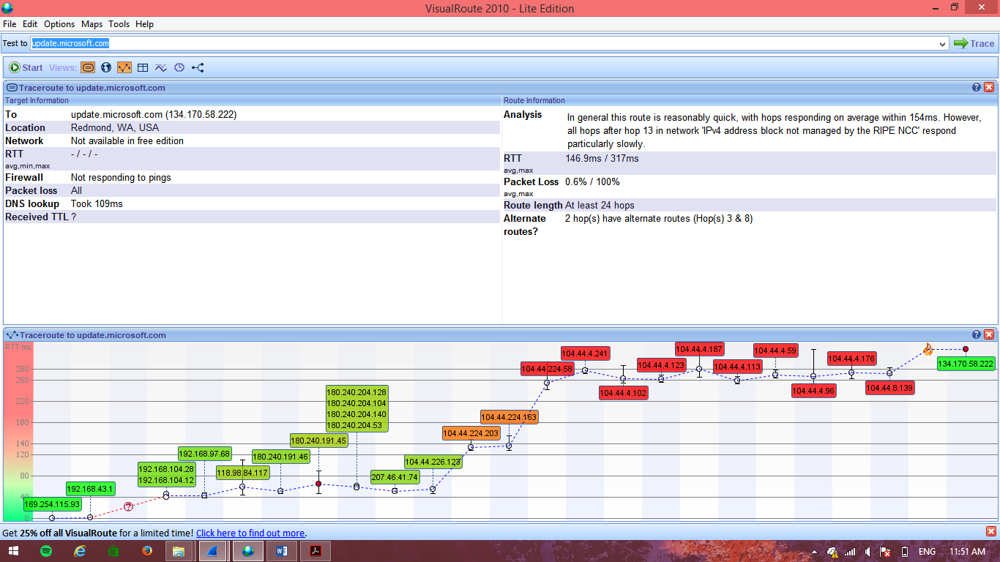 VisualRoute 2010 - Lite Edition
File Edit Options Maps Tools Help
Test to update.microsoft.com Trace
Start Views:
Traceroute to update.microsoft.com
Target Information
To update.microsoft.com (134.170.58.222)
Location Redmond, WA, USA
Network Not available in free edition
RTT - / - / -
avg,min,max
Firewall Not responding to pings
Packet loss All
DNS lookup Took 109ms
Received TTL ?
Route Information
Analysis In general this route is reasonably quick, with hops responding on average within 154ms. However,
all hops after hop 13 in network 'IPv4 address block not managed by the RIPE NCC' respond
particularly slowly.
RTT 146.9ms / 317ms
avg,max
Packet Loss 0.6% / 100%
avg,max
Route length At least 24 hops
Alternate 2 hop(s) have alternate routes (Hop(s) 3 & 8)
routes?
Traceroute to update.microsoft.com
RTT ms
280
260
220
180
140
120
80
40
0
169.254.115.93
192.168.43.1
?
192.168.104.28
192.168.104.12
192.168.97.68
118.98.84.117
180.240.191.46
180.240.191.45
180.240.204.128
180.240.204.104
180.240.204.140
180.240.204.53
207.46.41.74
104.44.226.123
104.44.224.203
104.44.224.163
104.44.224.58
104.44.4.241
104.44.4.102
104.44.4.123
104.44.4.187
104.44.4.113
104.44.4.59
104.44.4.96
104.44.4.176
104.44.8.139
134.170.58.222
Get 25% off all VisualRoute for a limited time! Click here to find out more.
ENG 11:51 AM